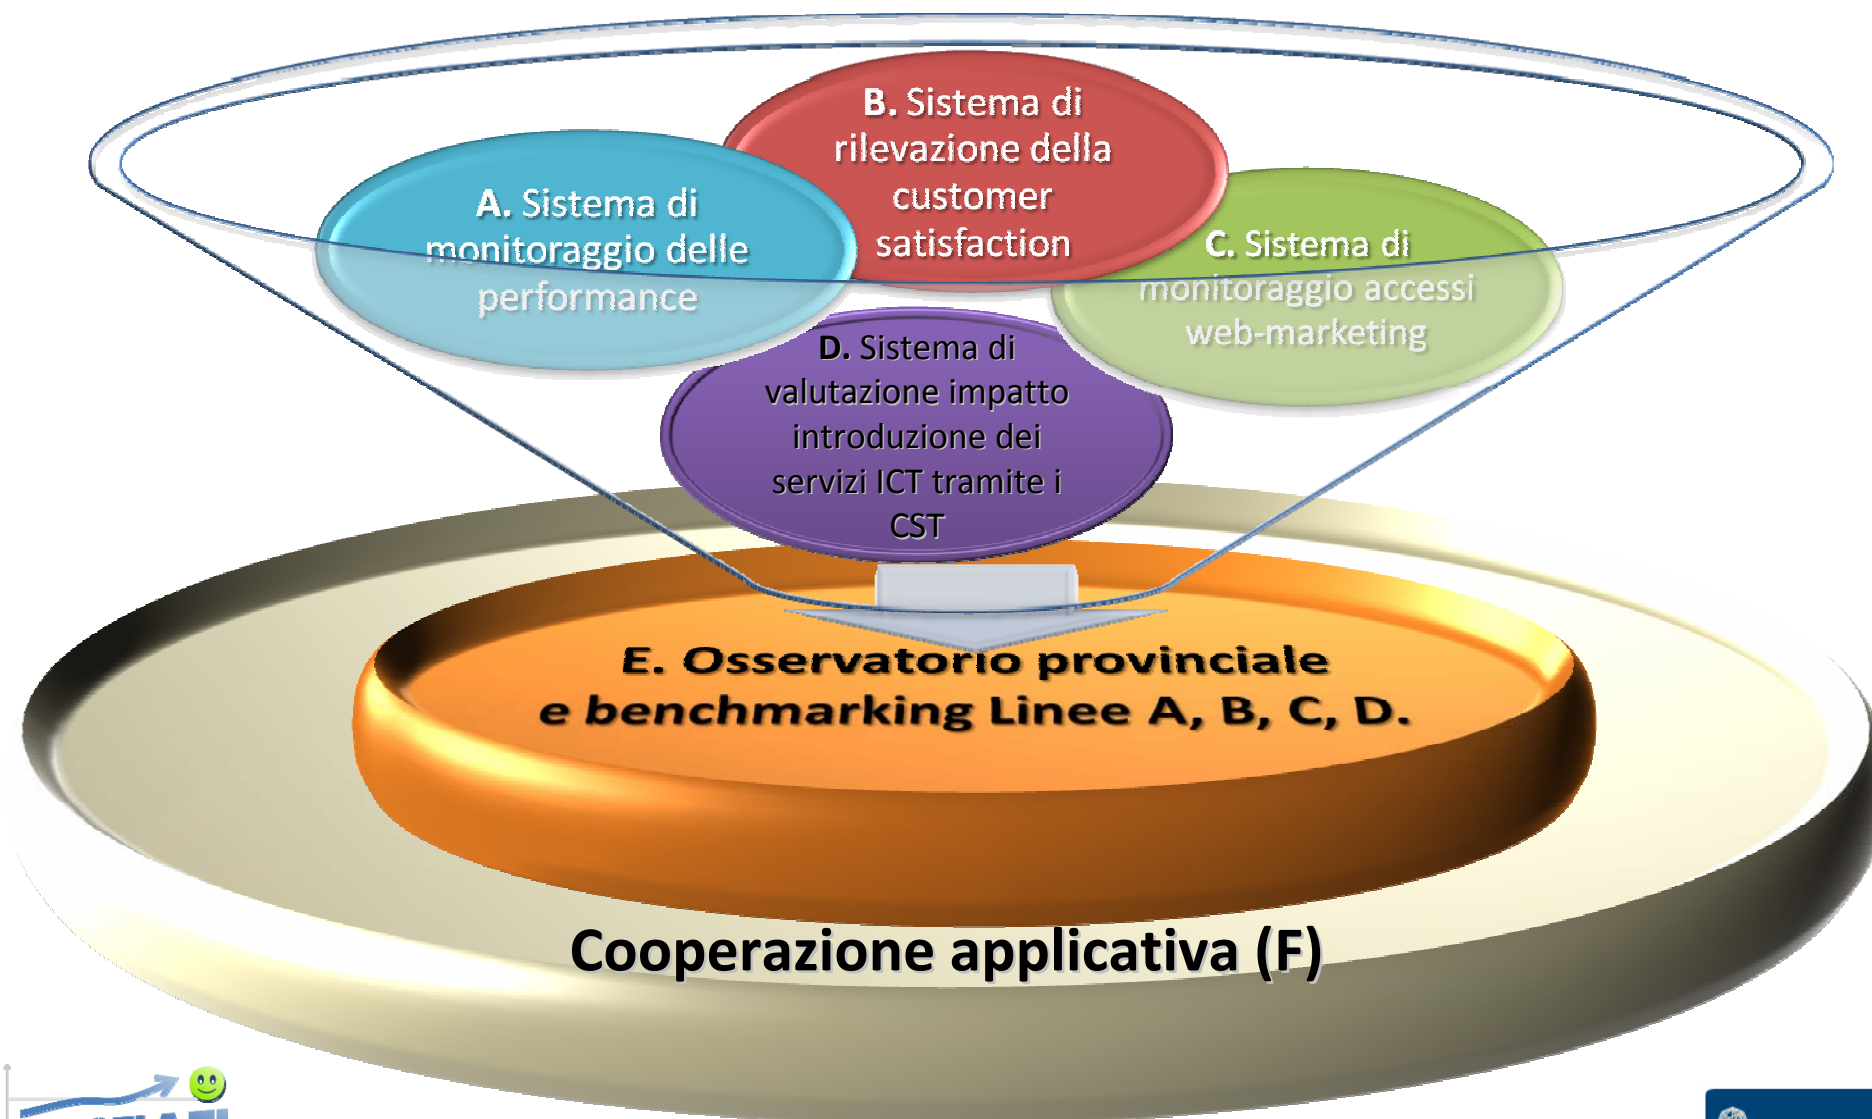 B. Sistema di
rilevazione della
customer
satisfaction
A. Sistema di
monitoraggio delle
performance
C. Sistema di
monitoraggio accessi
web-marketing
D. Sistema di
valutazione impatto
introduzione dei
servizi ICT tramite i
CST
E. Osservatorio provinciale
e benchmarking Linee A, B, C, D.
Cooperazione applicativa (F)